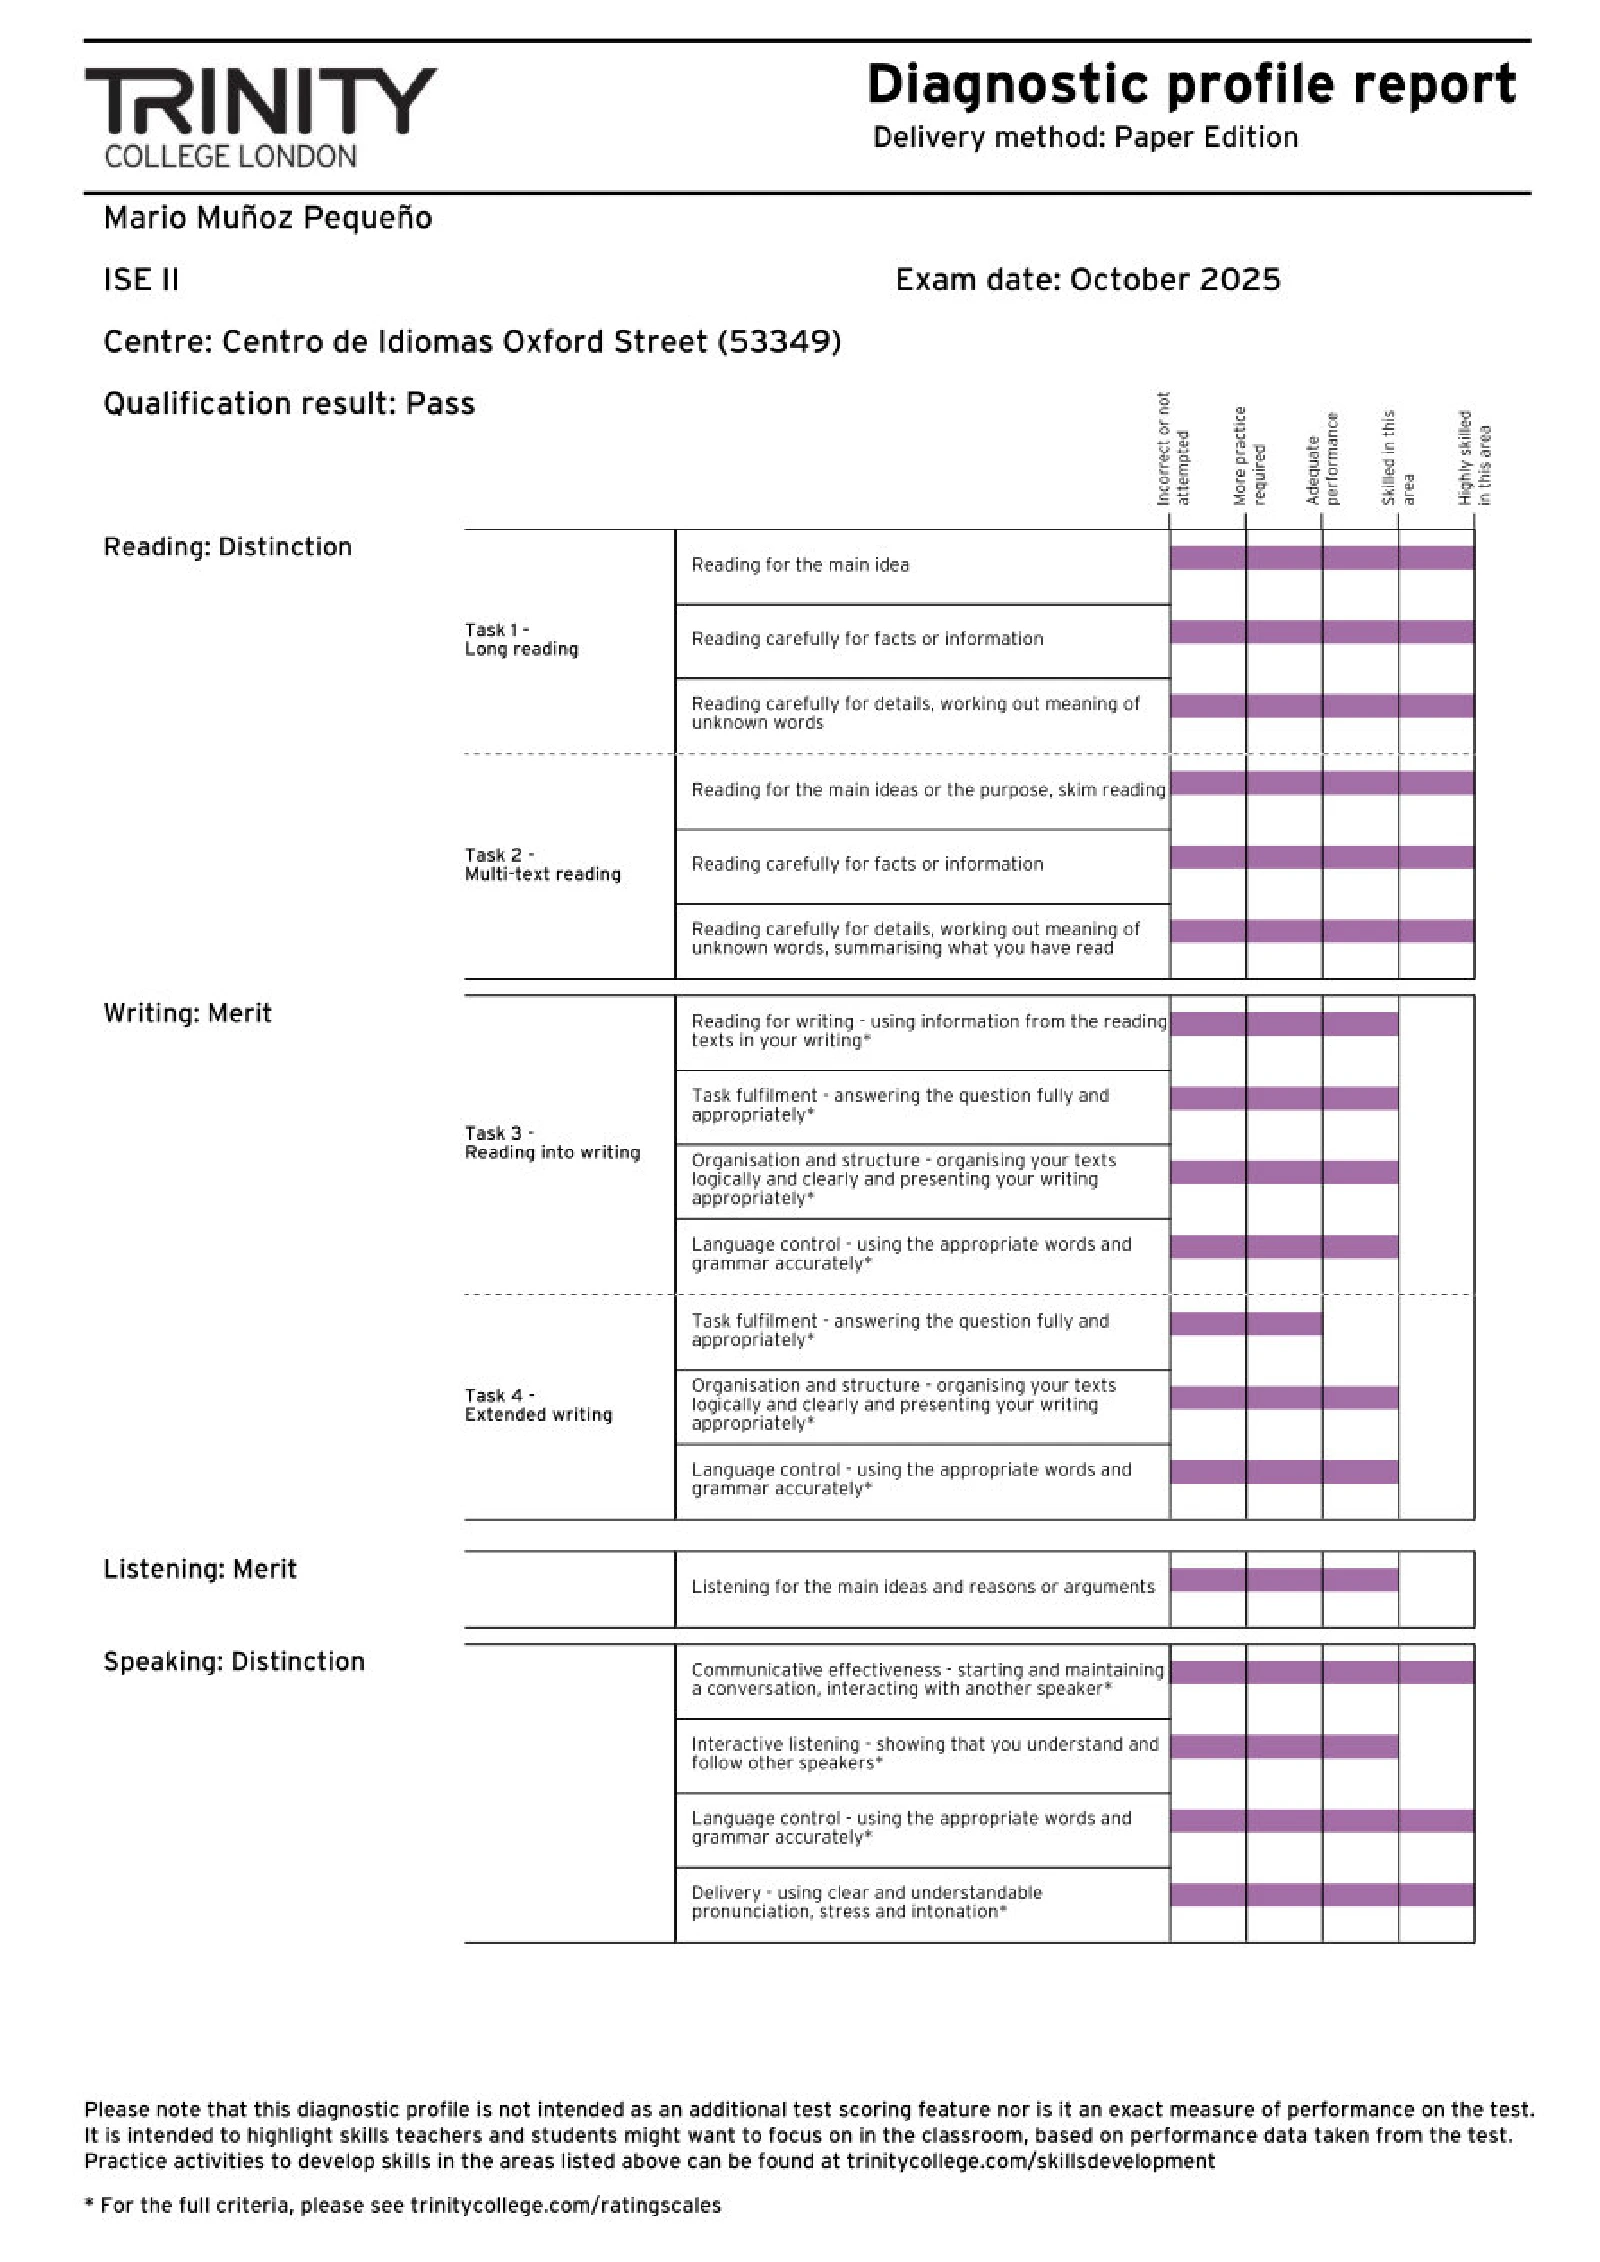 TRINITY
COLLEGE LONDON
Diagnostic profile report
Delivery method: Paper Edition
Mario Muñoz Pequeño
ISE II
Exam date: October 2025
Centre: Centro de Idiomas Oxford Street (53349)
Qualification result: Pass
Incorrect or not
attempted
More practice
required
Adequate
performance
Skilled in this
area
Highly skilled
in this area
Reading: Distinction
Task 1 -
Long reading
Reading for the main idea
Reading carefully for facts or information
Reading carefully for details, working out meaning of
unknown words
Task 2 -
Multi-text reading
Reading for the main ideas or the purpose, skim reading
Reading carefully for facts or information
Reading carefully for details, working out meaning of
unknown words, summarising what you have read
Writing: Merit
Task 3 -
Reading into writing
Reading for writing - using information from the reading
texts in your writing*
Task fulfilment - answering the question fully and
appropriately*
Organisation and structure - organising your texts
logically and clearly and presenting your writing
appropriately*
Language control - using the appropriate words and
grammar accurately*
Task 4 -
Extended writing
Task fulfilment - answering the question fully and
appropriately*
Organisation and structure - organising your texts
logically and clearly and presenting your writing
appropriately*
Language control - using the appropriate words and
grammar accurately*
Listening: Merit
Listening for the main ideas and reasons or arguments
Speaking: Distinction
Communicative effectiveness - starting and maintaining
a conversation, interacting with another speaker*
Interactive listening - showing that you understand and
follow other speakers*
Language control - using the appropriate words and
grammar accurately*
Delivery - using clear and understandable
pronunciation, stress and intonation*
Please note that this diagnostic profile is not intended as an additional test scoring feature nor is it an exact measure of performance on the test.
It is intended to highlight skills teachers and students might want to focus on in the classroom, based on performance data taken from the test.
Practice activities to develop skills in the areas listed above can be found at trinitycollege.com/skillsdevelopment
* For the full criteria, please see trinitycollege.com/ratingscales